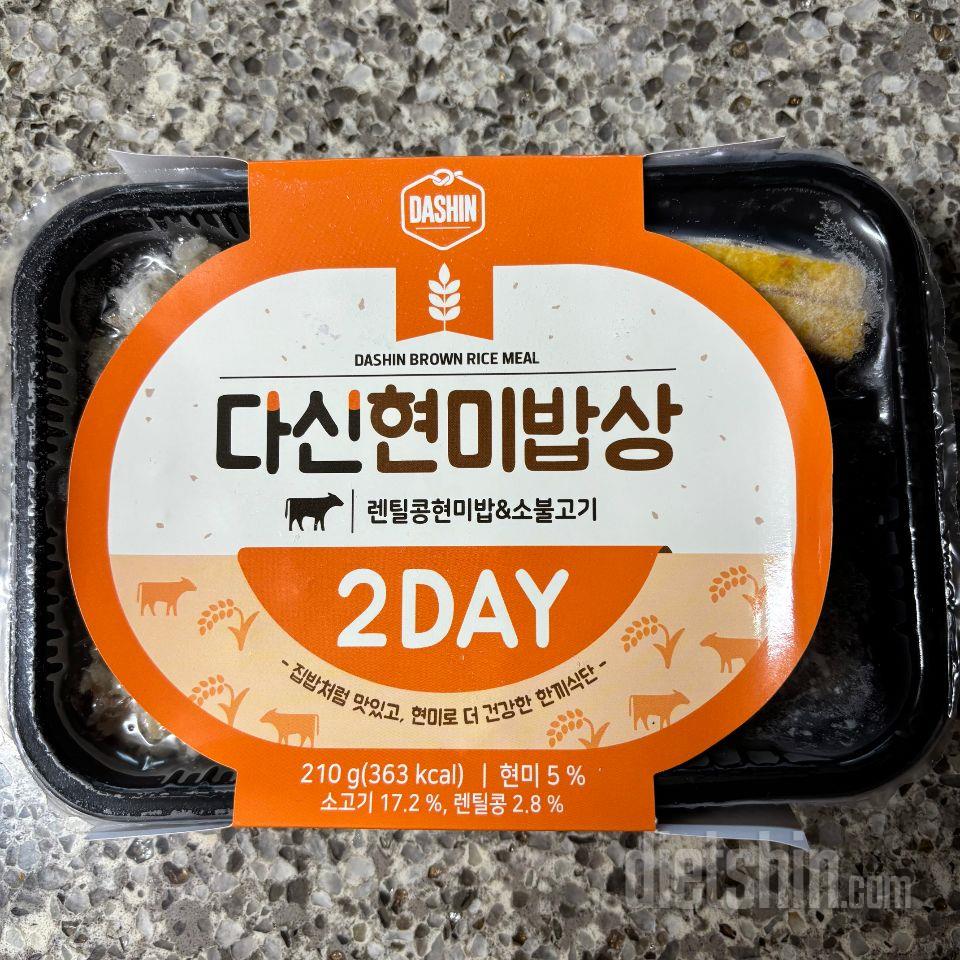 DASHIN
DASHIN BROWN RICE MEAL
다신현미밥상
렌틸콩현미밥&소불고기
2DAY
- 집밥처럼 맛있고, 현미로 더 건강한 한끼식단 -
210 g(363 kcal) | 현미 5 %
소고기 17.2 %, 렌틸콩 2.8 %
dietshin.com